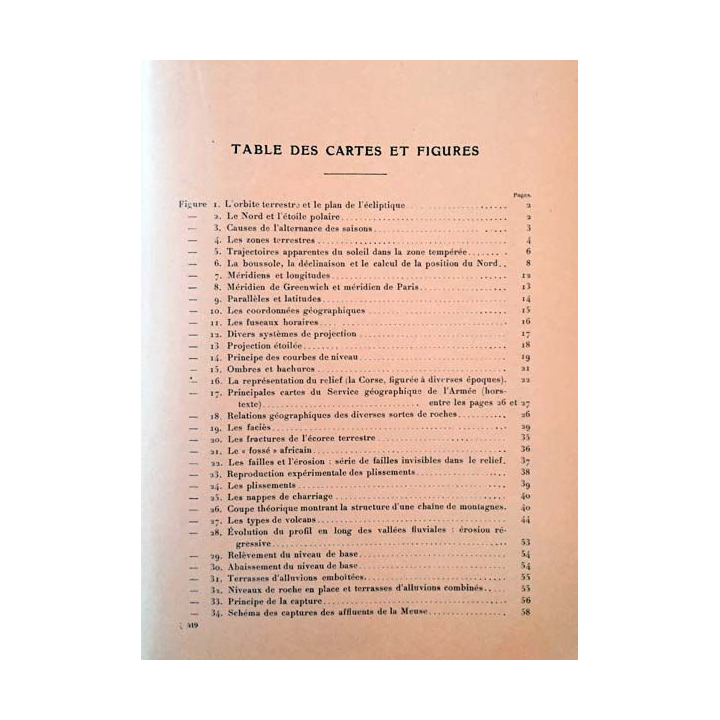 TABLE DES CARTES ET FIGURES
Pages.
Figure 1. L'orbite terrestre et le plan de l'écliptique . . . . . . . 2
— 2. Le Nord et l'étoile polaire . . . . . . . 2
— 3. Causes de l'alternance des saisons . . . . . . . 3
— 4. Les zones terrestres . . . . . . . 4
— 5. Trajectoires apparentes du soleil dans la zone tempérée . . . . . . . 6
— 6. La boussole, la déclinaison et le calcul de la position du Nord . . 8
— 7. Méridiens et longitudes . . . . . . . 12
— 8. Méridien de Greenwich et méridien de Paris . . . . . . . 13
— 9. Parallèles et latitudes . . . . . . . 14
— 10. Les coordonnées géographiques . . . . . . . 15
— 11. Les fuseaux horaires . . . . . . . 16
— 12. Divers systèmes de projection . . . . . . . 17
— 13 Projection étoilée . . . . . . . 18
— 14. Principe des courbes de niveau . . . . . . . 19
— 15. Ombres et hachures . . . . . . . 21
— 16. La représentation du relief (la Corse, figurée à diverses époques). 22
— 17. Principales cartes du Service géographique de l'Armée (hors-
texte) . . . . . . . entre les pages 26 et 27
— 18. Relations géographiques des diverses sortes de roches . . . . . . . 26
— 19. Les faciès . . . . . . . 29
— 20. Les fractures de l'écorce terrestre . . . . . . . 35
— 21. Le « fossé » africain . . . . . . . 36
— 22. Les failles et l'érosion : série de failles invisibles dans le relief. 37
— 23. Reproduction expérimentale des plissements . . . . . . . 38
— 24. Les plissements . . . . . . . 39
— 25. Les nappes de charriage . . . . . . . 40
— 26. Coupe théorique montrant la structure d'une chaîne de montagnes. 40
— 27. Les types de volcans . . . . . . . 44
— 28. Évolution du profil en long des vallées fluviales : érosion ré-
gressive . . . . . . . 53
— 29. Relèvement du niveau de base . . . . . . . 54
— 30. Abaissement du niveau de base . . . . . . . 54
— 31. Terrasses d'alluvions emboîtées . . . . . . . 55
— 32. Niveaux de roche en place et terrasses d'alluvions combinés . . . . . . . 55
— 33. Principe de la capture . . . . . . . 56
— 34. Schéma des captures des affluents de la Meuse . . . . . . . 58
519